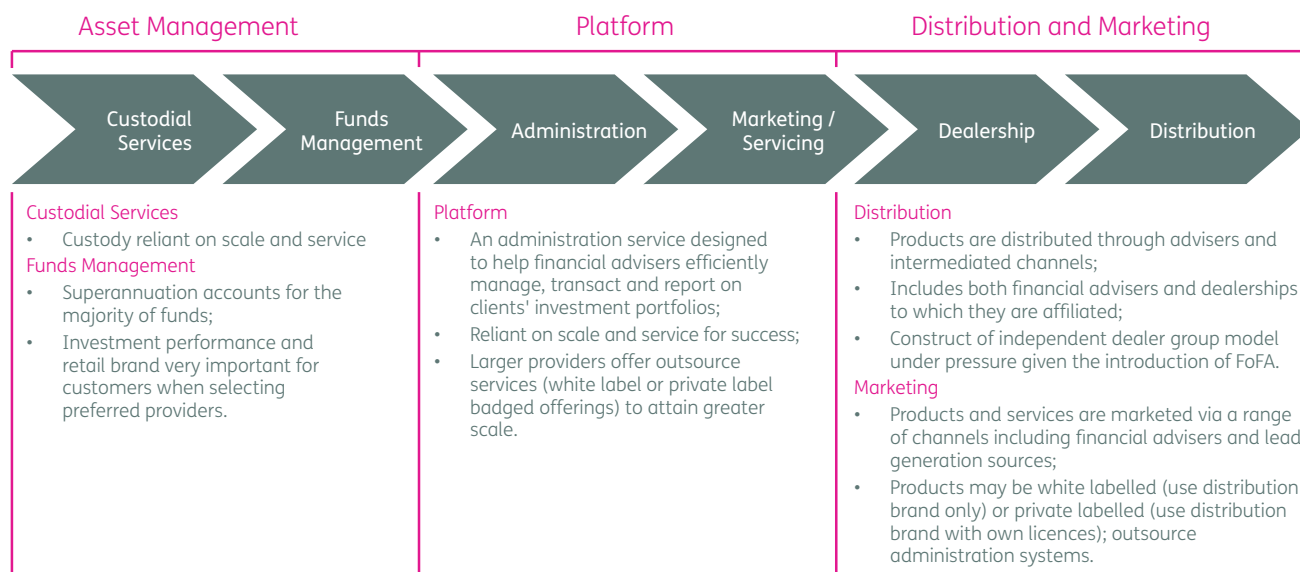 Asset Management
Platform
Distribution and Marketing
Custodial
Services
Funds
Management
Administration
Marketing /
Servicing
Dealership
Distribution
Custodial Services
• Custody reliant on scale and service
Funds Management
• Superannuation accounts for the
majority of funds;
• Investment performance and
retail brand very important for
customers when selecting
preferred providers.
Platform
• An administration service designed
to help financial advisers efficiently
manage, transact and report on
clients' investment portfolios;
• Reliant on scale and service for success;
• Larger providers offer outsource
services (white label or private label
badged offerings) to attain greater
scale.
Distribution
• Products are distributed through advisers and
intermediated channels;
• Includes both financial advisers and dealerships
to which they are affiliated;
• Construct of independent dealer group model
under pressure given the introduction of FoFA.
Marketing
• Products and services are marketed via a range
of channels including financial advisers and lead
generation sources;
• Products may be white labelled (use distribution
brand only) or private labelled (use distribution
brand with own licences); outsource
administration systems.